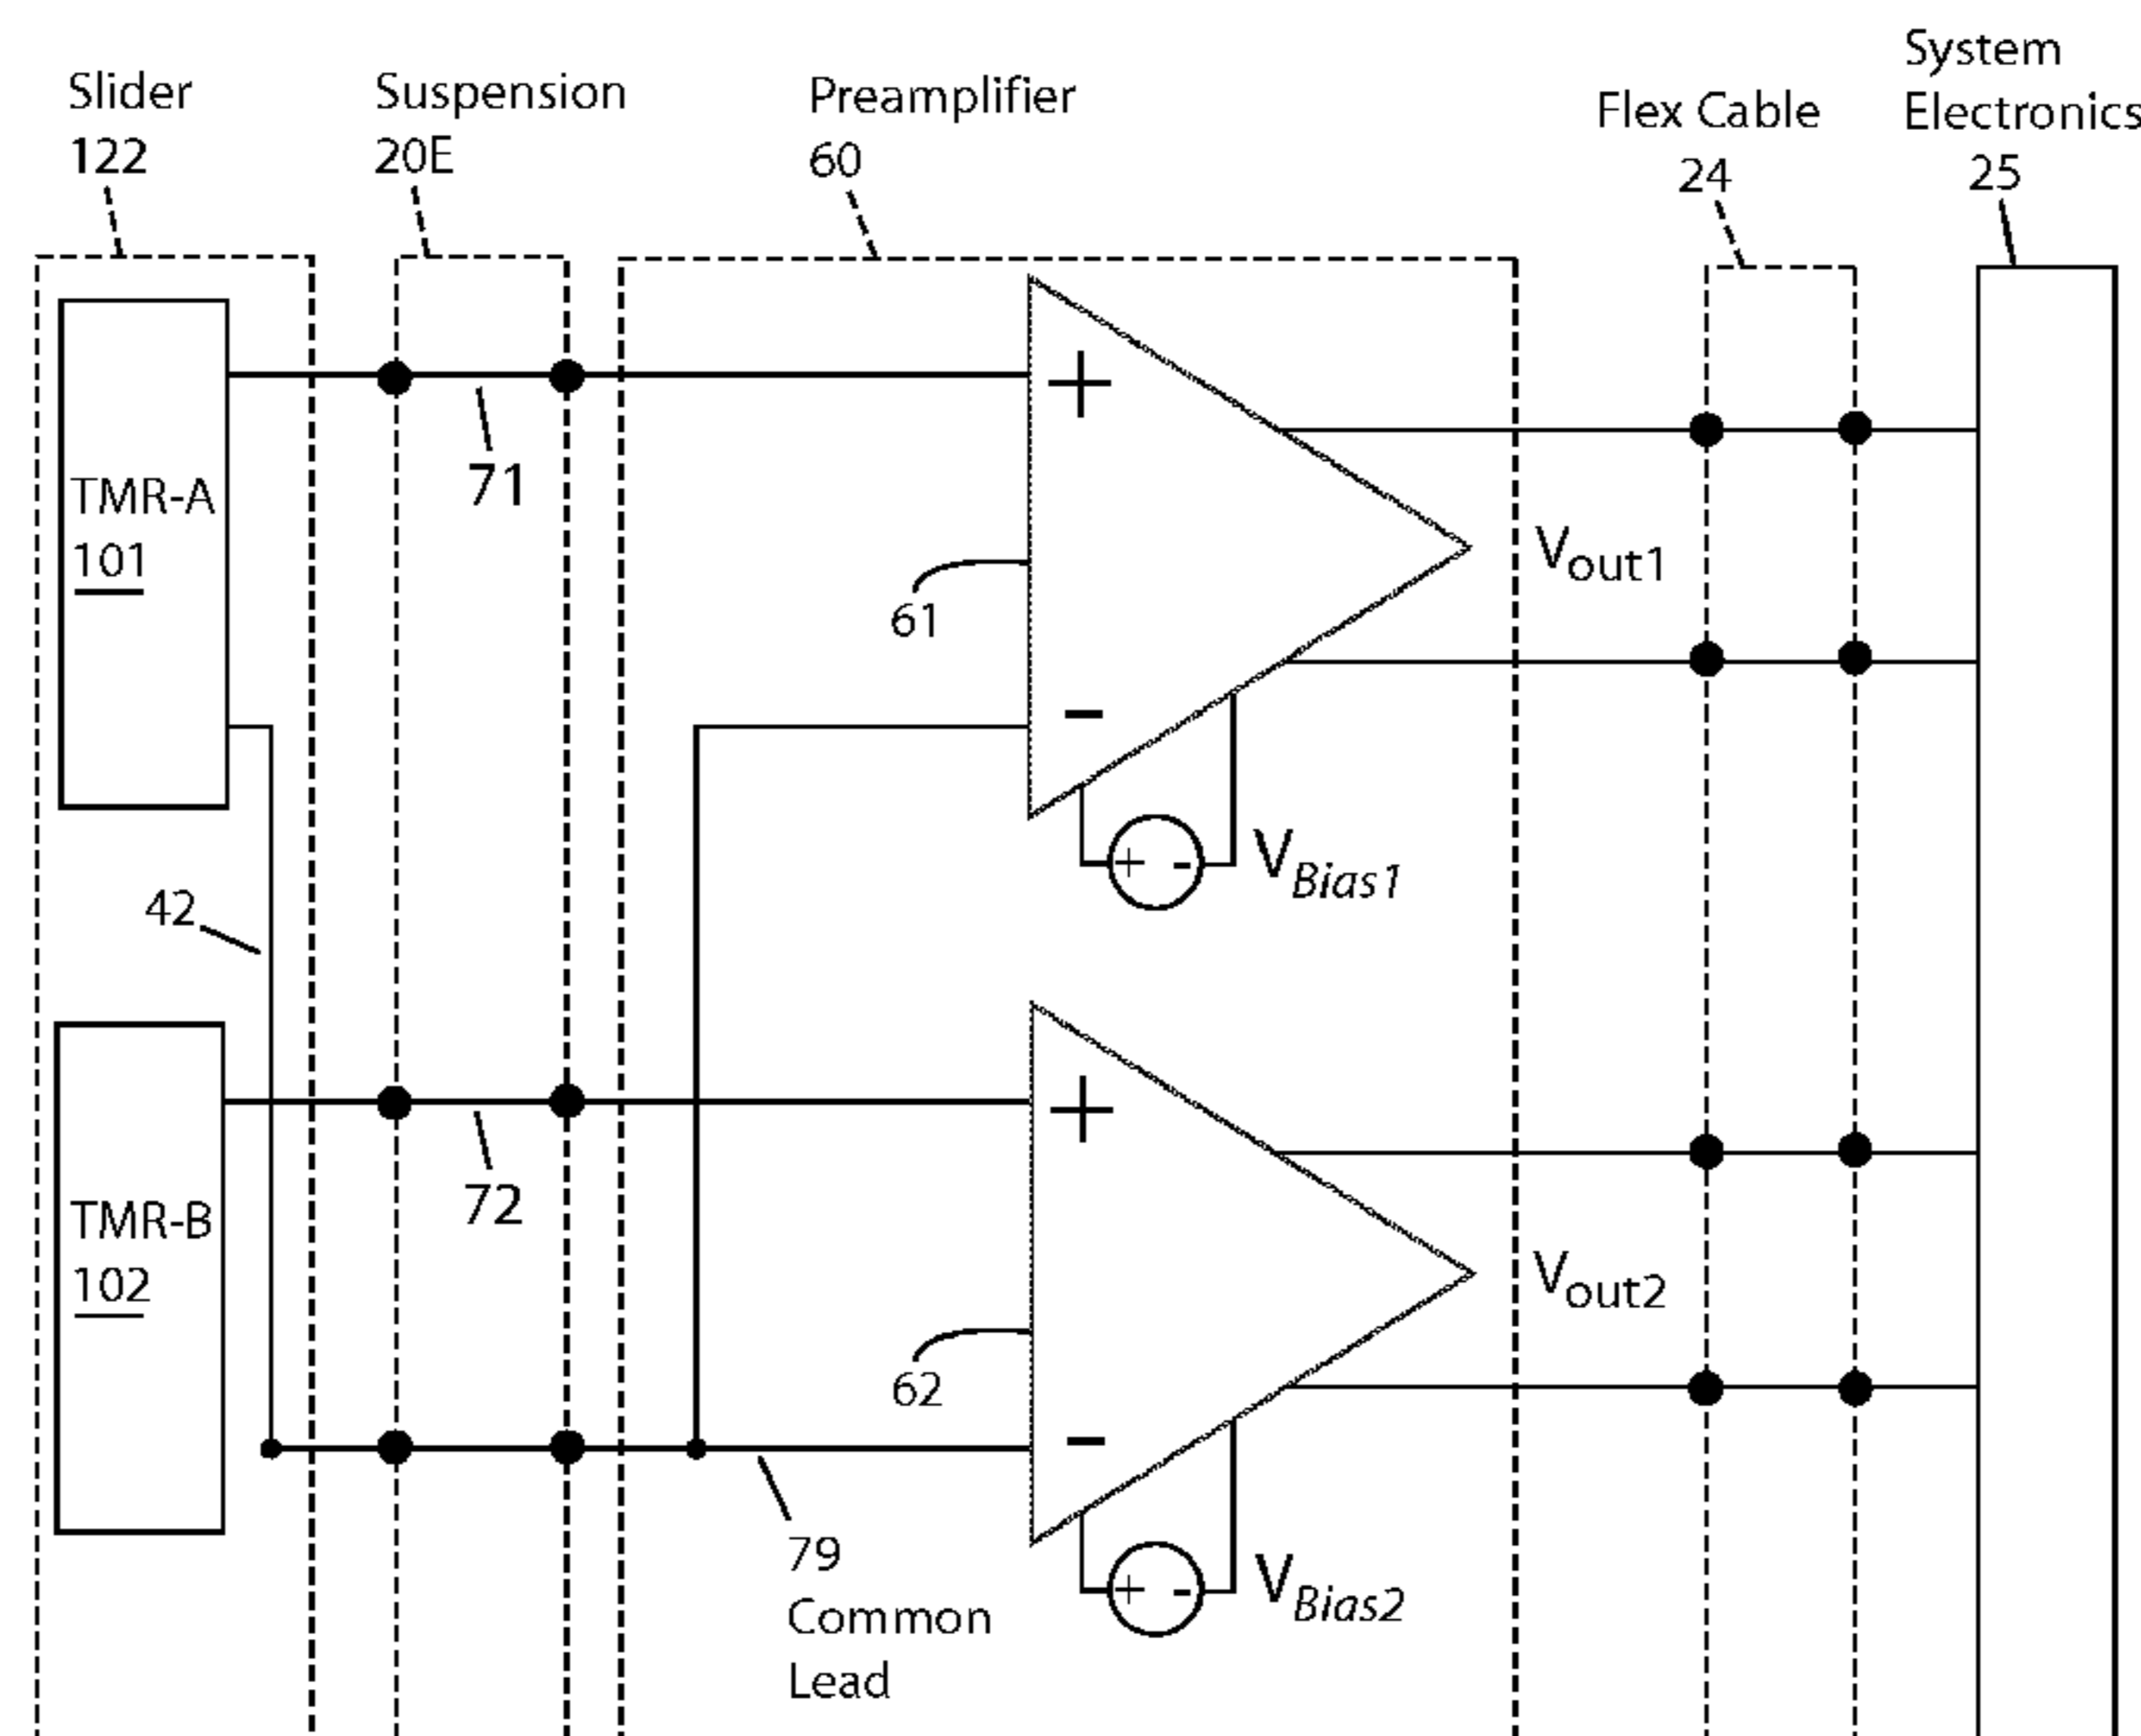 Slider
122
Suspension
20E
Preamplifier
60
Flex Cable
24
System
Electronics
25
TMR-A
101
71
+
-
61
Vout1
+ -
VBias1
42
TMR-B
102
72
+
-
62
Vout2
+ -
VBias2
79
Common
Lead